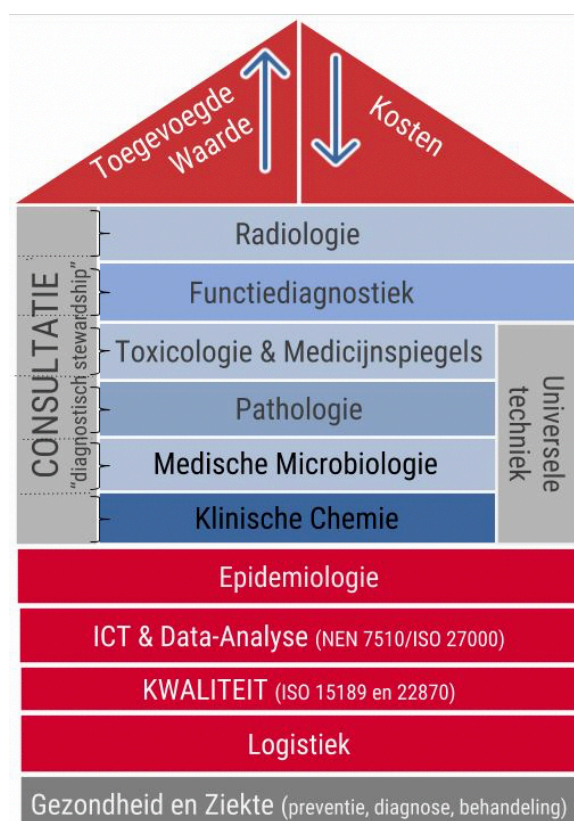 Toegevoegde
Waarde
Kosten
CONSULTATIE
“diagnostisch stewardship”
Radiologie
Functiediagnostiek
Toxicologie & Medicijnspiegels
Pathologie
Medische Microbiologie
Klinische Chemie
Universele
techniek
Epidemiologie
ICT & Data-Analyse (NEN 7510/ISO 27000)
KWALITEIT (ISO 15189 en 22870)
Logistiek
Gezondheid en Ziekte (preventie, diagnose, behandeling)